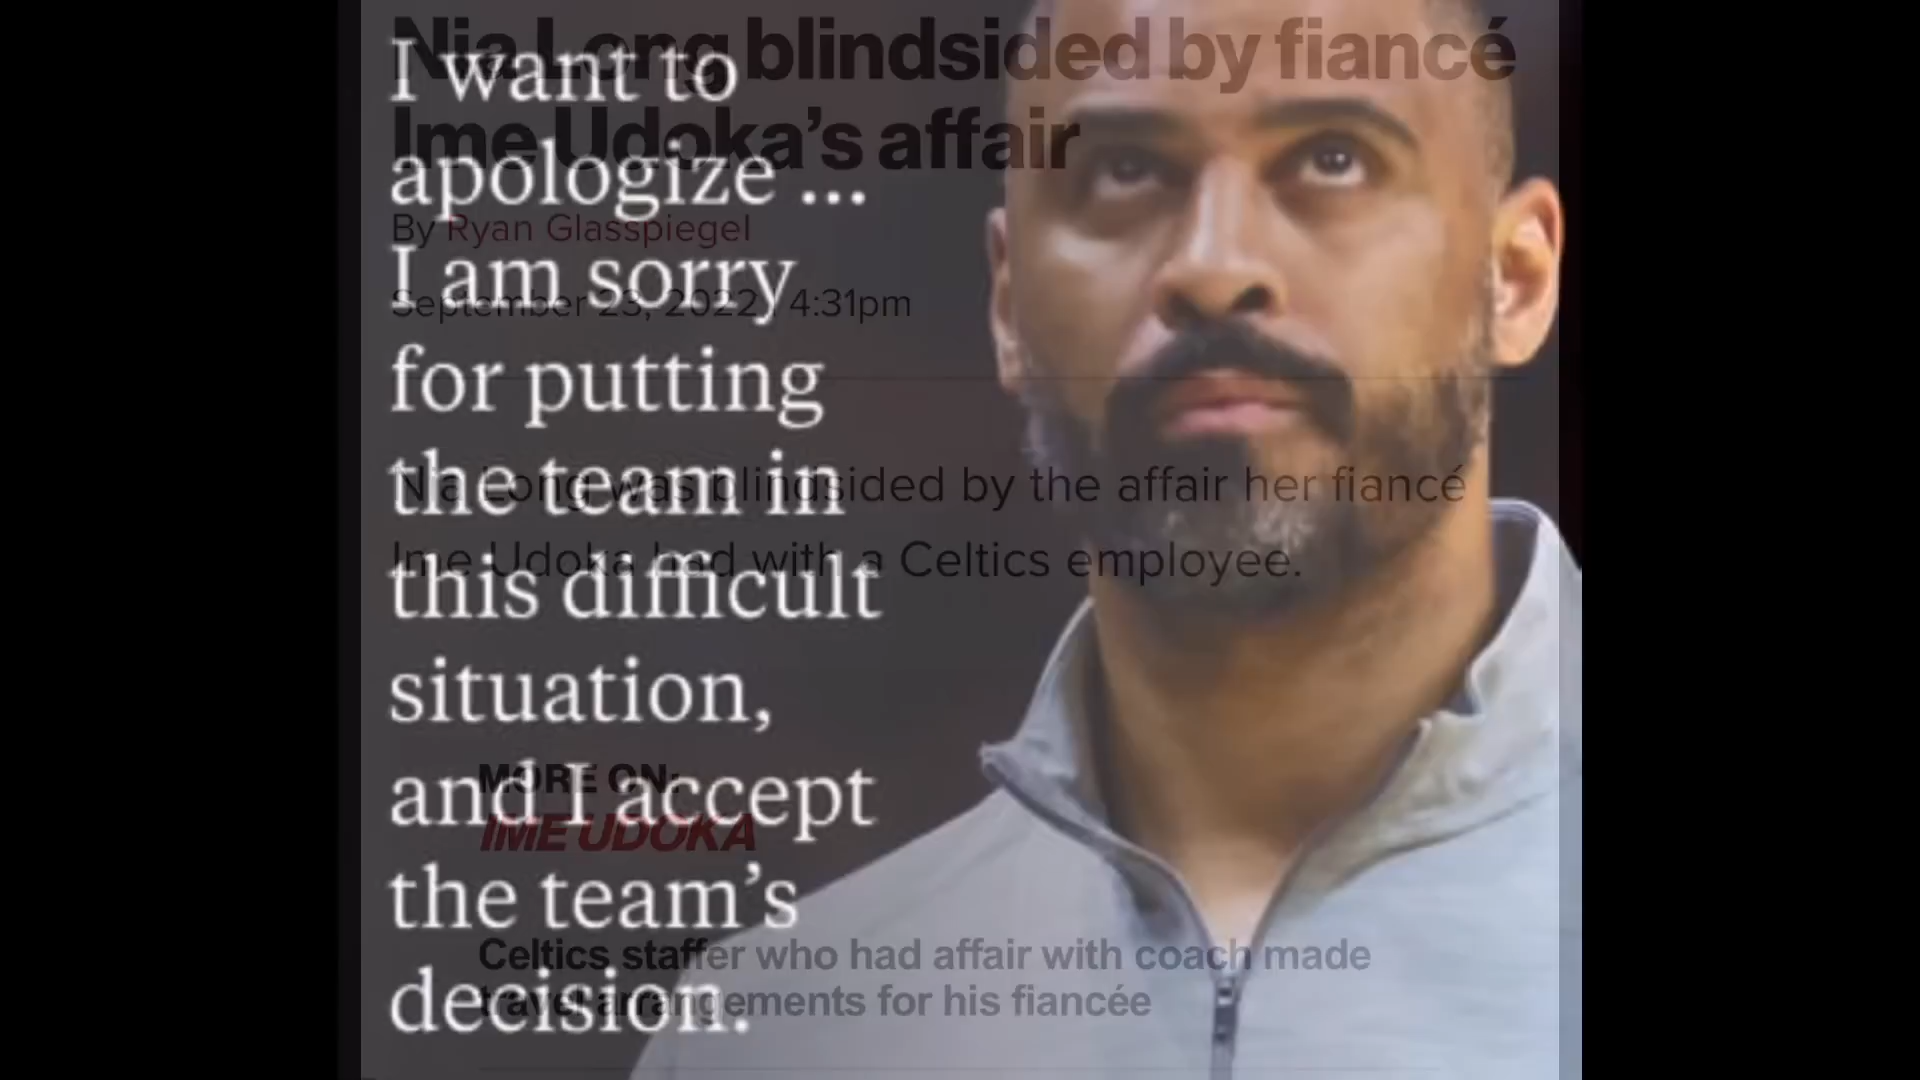 I want to
apologize ...
I am sorry
for putting
the team in
this difficult
situation,
and I accept
the team's
decision.
Nia Long blindsided by fiancé
Ime Udoka's affair
By Ryan Glasspiegel
September 23, 2022 4:31pm
Nia Long was blindsided by the affair her fiancé
Ime Udoka had with a Celtics employee.
MORE ON:
IME UDOKA
Celtics staffer who had affair with coach made
travel arrangements for his fiancée